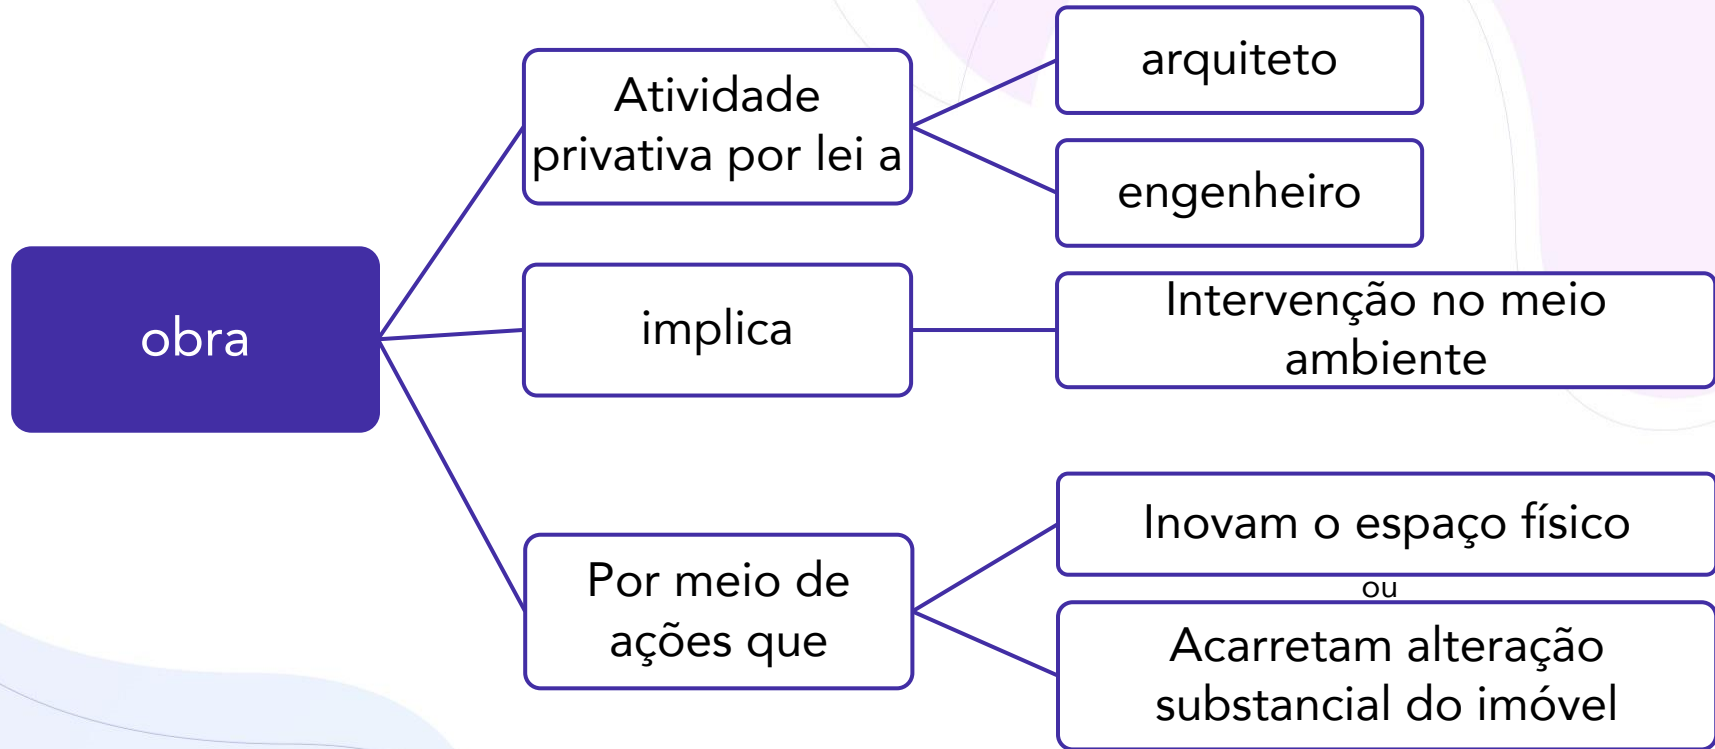 obra
Atividade
privativa por lei a
arquiteto
engenheiro
implica
Intervenção no meio
ambiente
Por meio de
ações que
Inovam o espaço físico
ou
Acarretam alteração
substancial do imóvel